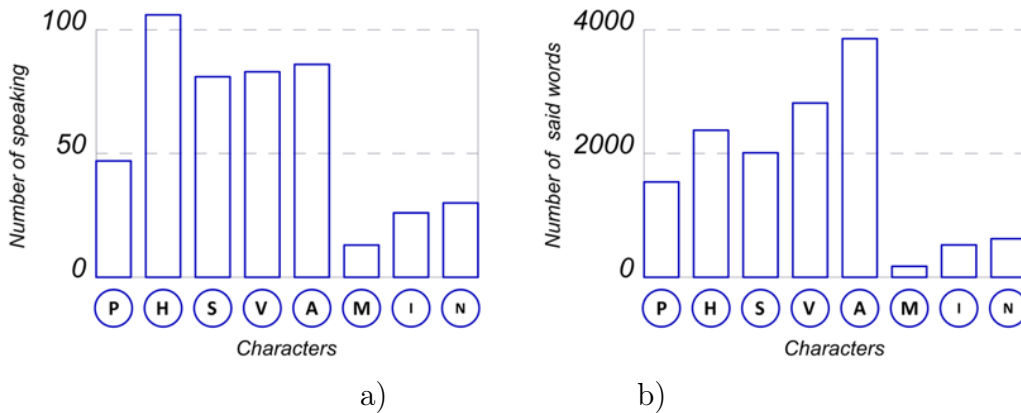 100
50
0
Number of speaking
P H S V A M I N
Characters
a)
4000
2000
0
Number of said words
P H S V A M I N
Characters
b)